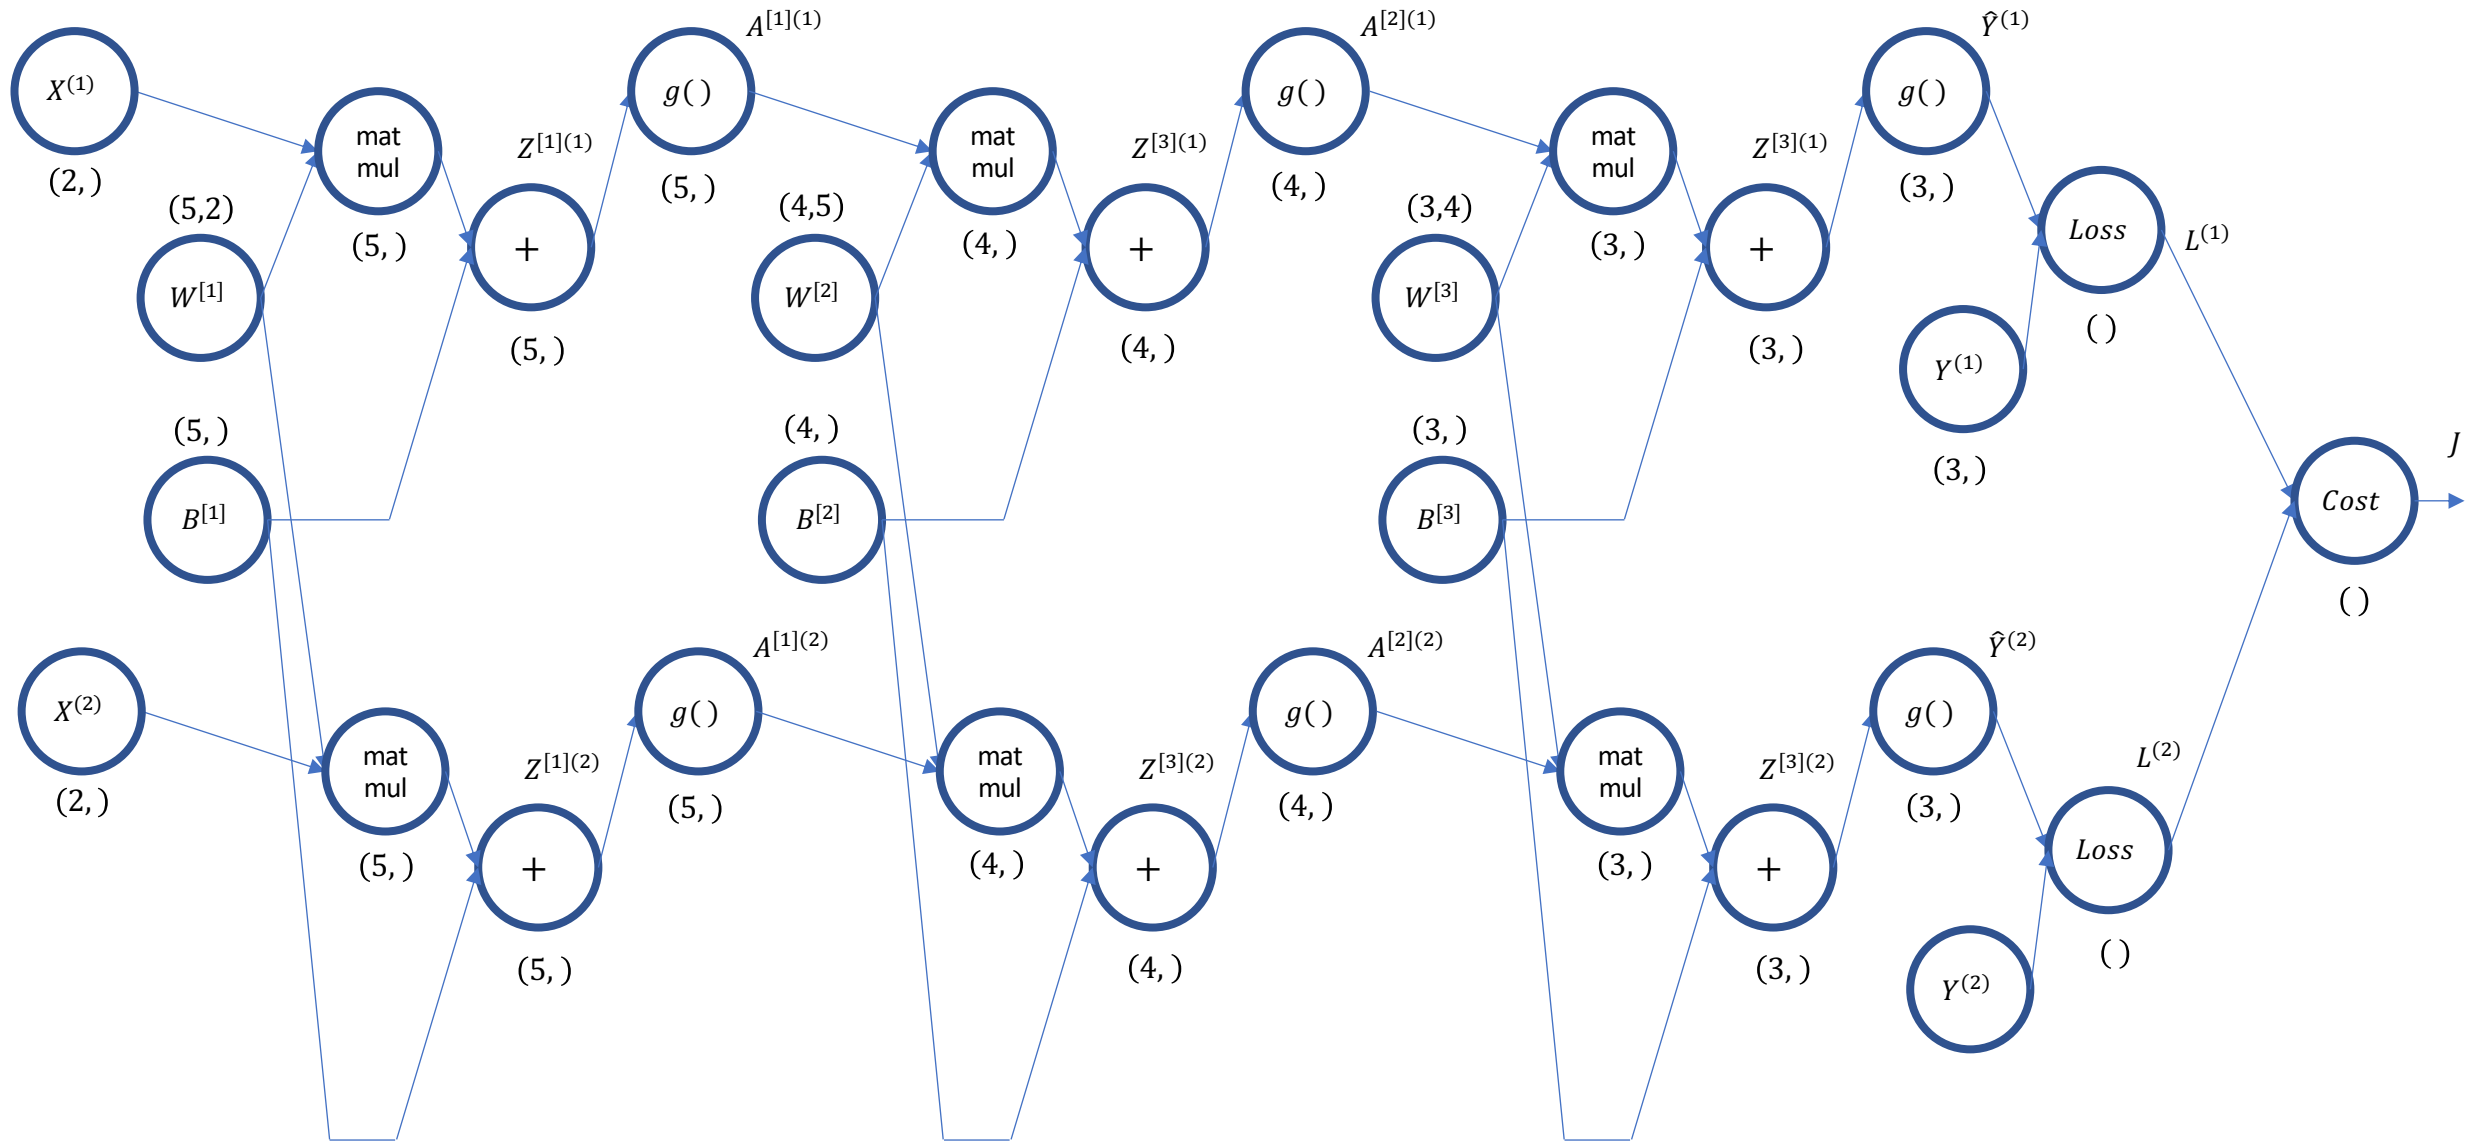 A^{[1](1)}
A^{[2](1)}
Ŷ^{(1)}
X^{(1)}
g( )
g( )
g( )
mat
mul
mat
mul
mat
mul
Z^{[1](1)}
Z^{[3](1)}
Z^{[3](1)}
(2, )
(5, )
(4, )
(3, )
(5,2)
(4,5)
(3,4)
Loss
L^{(1)}
(5, )
+
(4, )
+
(3, )
+
W^{[1]}
W^{[2]}
W^{[3]}
( )
(5, )
(4, )
(3, )
Y^{(1)}
(5, )
(4, )
(3, )
(3, )
J
B^{[1]}
B^{[2]}
B^{[3]}
Cost
( )
A^{[1](2)}
A^{[2](2)}
Ŷ^{(2)}
X^{(2)}
g( )
g( )
g( )
mat
mul
mat
mul
mat
mul
Z^{[1](2)}
Z^{[3](2)}
Z^{[3](2)}
L^{(2)}
(2, )
(5, )
(4, )
(3, )
Loss
(5, )
+
(4, )
+
(3, )
+
( )
(5, )
(4, )
(3, )
Y^{(2)}